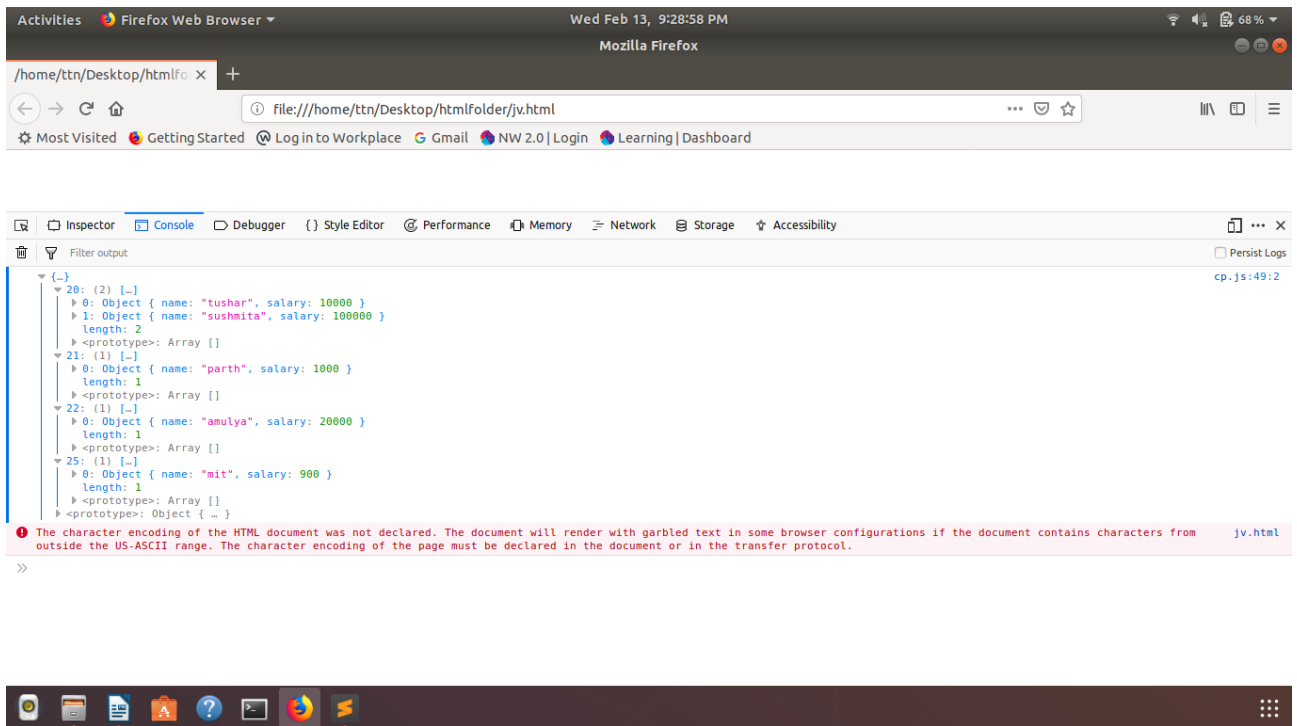 Activities Firefox Web Browser Wed Feb 13, 9:28:58 PM 68 %
Mozilla Firefox
/home/ttn/Desktop/htmlfo
file:///home/ttn/Desktop/htmlfolder/jv.html
Most Visited Getting Started Log in to Workplace Gmail NW 2.0 | Login Learning | Dashboard
Inspector Console Debugger {} Style Editor Performance Memory Network Storage Accessibility
Filter output Persist Logs
{…} cp.js:49:2
20: (2) […]
0: Object { name: "tushar", salary: 10000 }
1: Object { name: "sushmita", salary: 100000 }
length: 2
<prototype>: Array []
21: (1) […]
0: Object { name: "parth", salary: 1000 }
length: 1
<prototype>: Array []
22: (1) […]
0: Object { name: "amulya", salary: 20000 }
length: 1
<prototype>: Array []
25: (1) […]
0: Object { name: "mit", salary: 900 }
length: 1
<prototype>: Array []
<prototype>: Object { … }
The character encoding of the HTML document was not declared. The document will render with garbled text in some browser configurations if the document contains characters from jv.html
outside the US-ASCII range. The character encoding of the page must be declared in the document or in the transfer protocol.